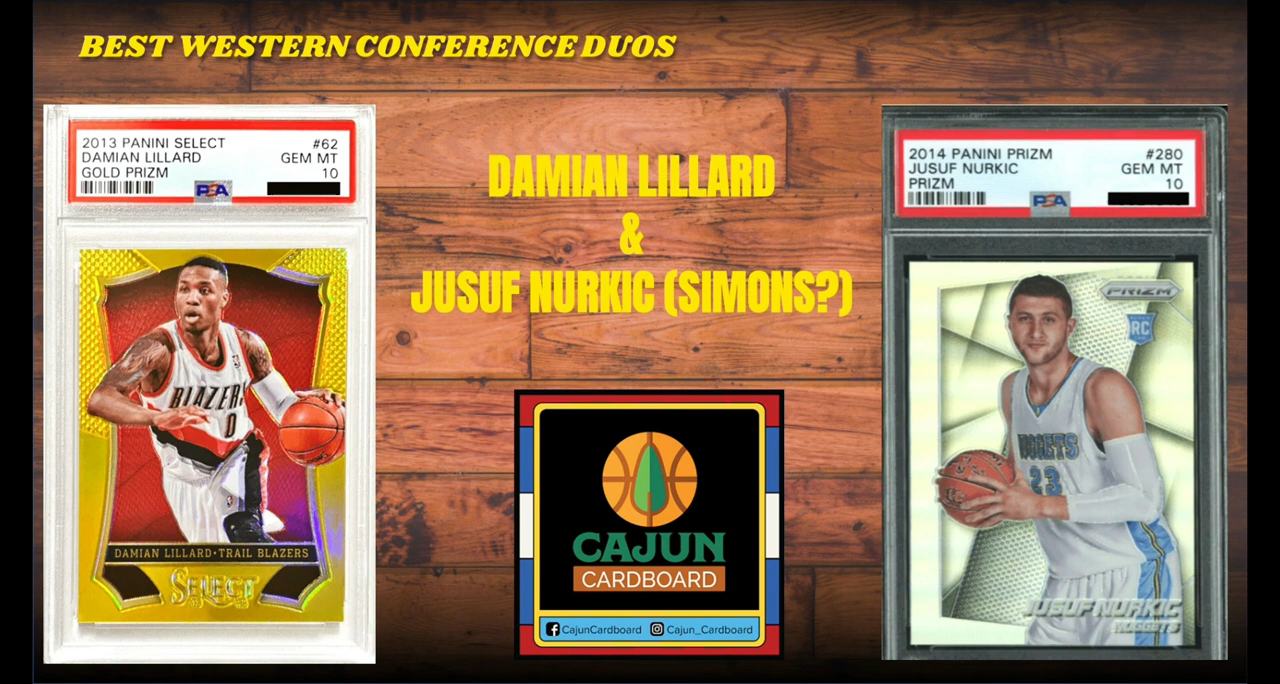 BEST WESTERN CONFERENCE DUOS
2013 PANINI SELECT #62
DAMIAN LILLARD GEM MT
GOLD PRIZM 10
PSA
BLAZERS
0
DAMIAN LILLARD•TRAIL BLAZERS
SELECT
DAMIAN LILLARD
&
JUSUF NURKIC (SIMONS?)
CAJUN
CARDBOARD
CajunCardboard Cajun_Cardboard
2014 PANINI PRIZM #280
JUSUF NURKIC GEM MT
PRIZM 10
PSA
PRIZM
RC
NUGGETS
23
JUSUF NURKIC
NUGGETS